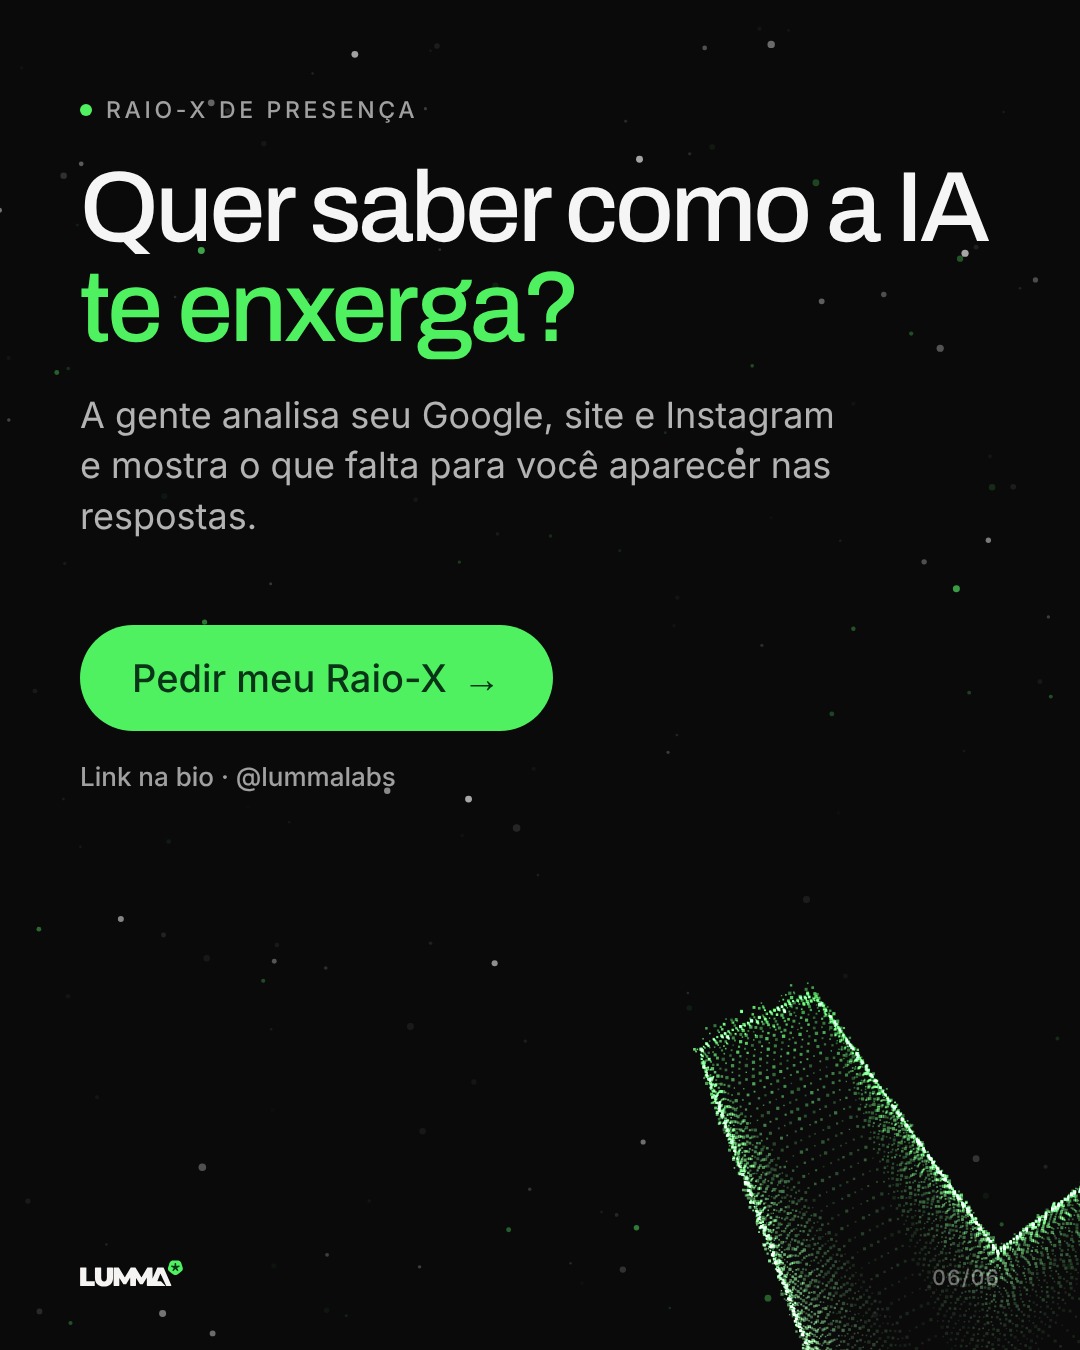 RAIO-X DE PRESENÇA
Quer saber como a IA
te enxerga?
A gente analisa seu Google, site e Instagram
e mostra o que falta para você aparecer nas
respostas.
Pedir meu Raio-X →
Link na bio · @lummalabs
LUMMA
06/06